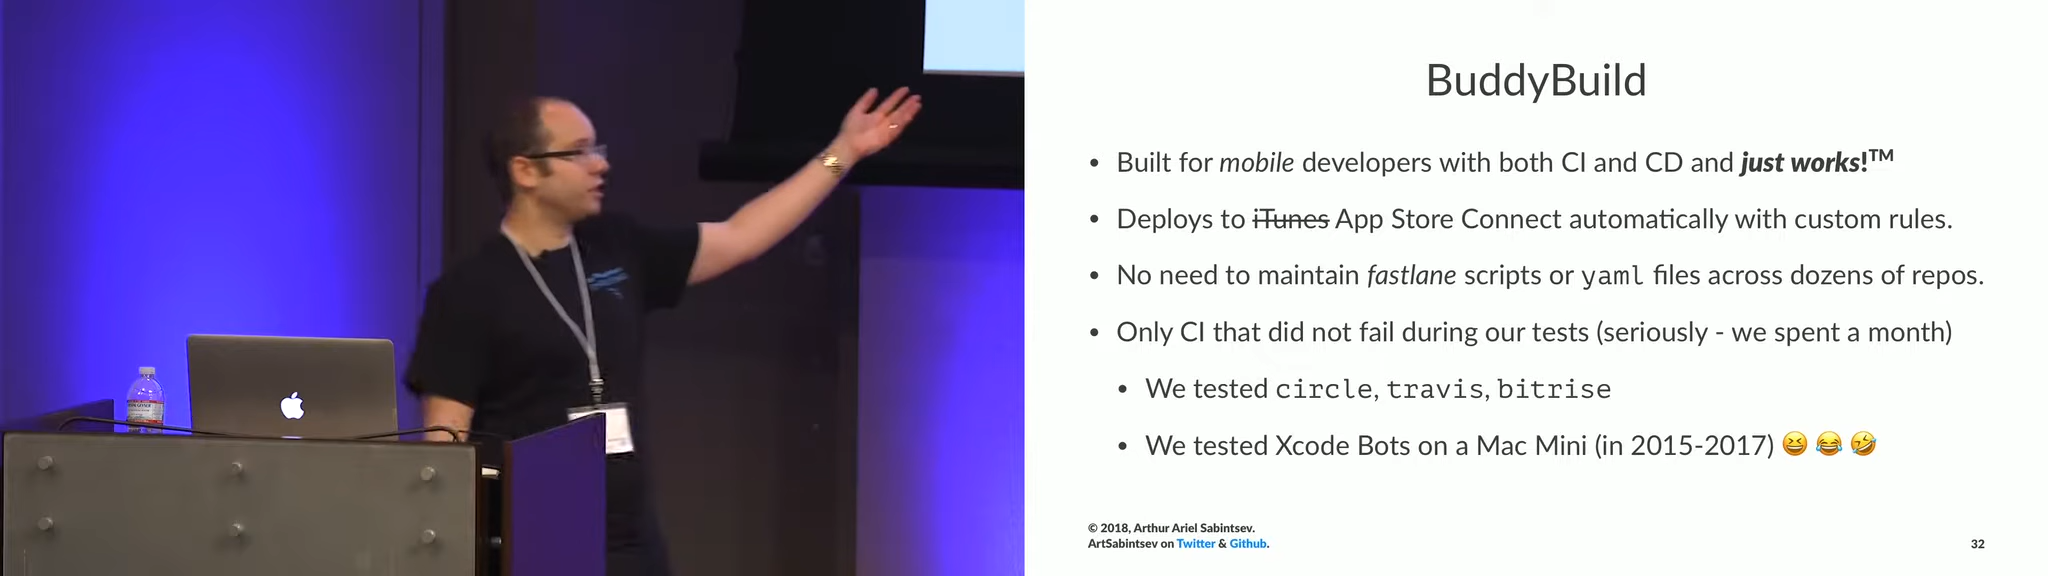 BuddyBuild
• Built for mobile developers with both CI and CD and just works!™
• Deploys to iTunes App Store Connect automatically with custom rules.
• No need to maintain fastlane scripts or yaml files across dozens of repos.
• Only CI that did not fail during our tests (seriously - we spent a month)
• We tested circle, travis, bitrise
• We tested Xcode Bots on a Mac Mini (in 2015-2017) 😆 😂 🤣
© 2018, Arthur Ariel Sabintsev.
ArtSabintsev on Twitter & Github.
32